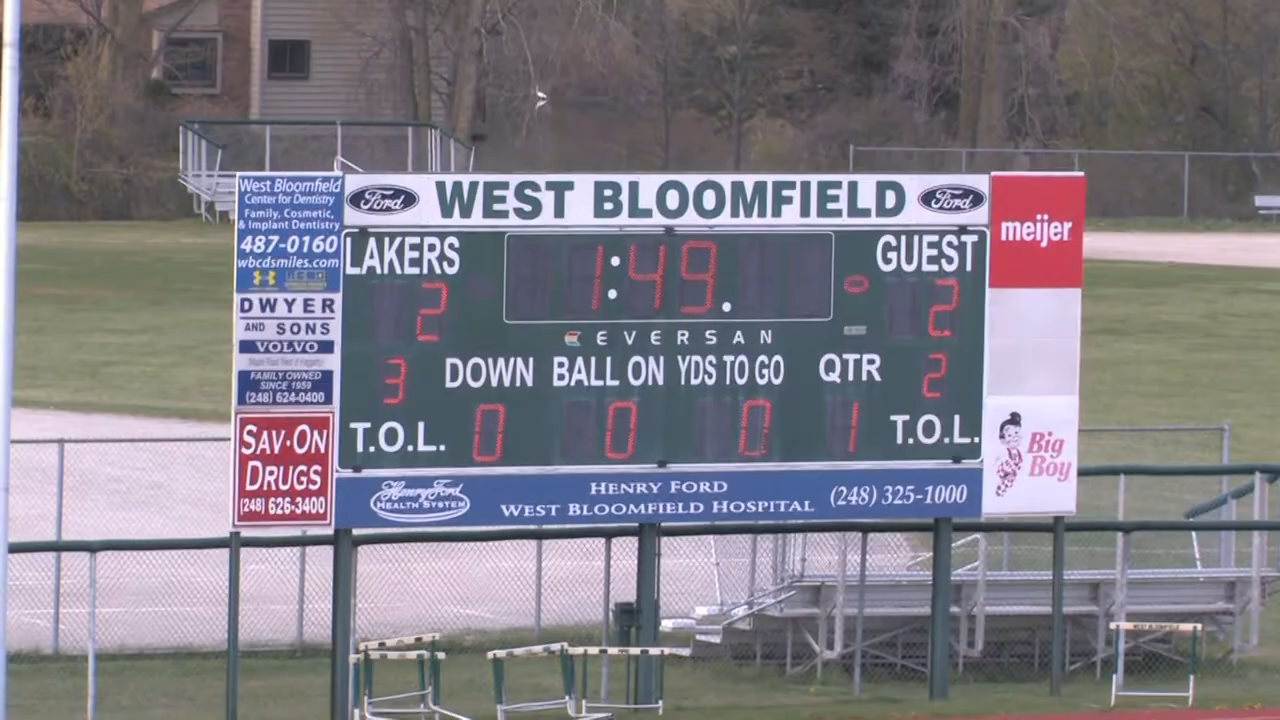 West Bloomfield
Center for Dentistry
Family, Cosmetic,
& Implant Dentistry
487-0160
wbcdsmiles.com
DWYER
AND SONS
VOLVO
FAMILY OWNED
SINCE 1959
(248) 624-0400
SAV-ON
DRUGS
(248) 626-3400
Ford WEST BLOOMFIELD Ford
LAKERS 1:49. GUEST
2 2
EVERSAN
3 DOWN BALL ON YDS TO GO QTR 2
T.O.L. 0 0 0 1 T.O.L.
Henry Ford
HEALTH SYSTEM
HENRY FORD
WEST BLOOMFIELD HOSPITAL
(248) 325-1000
meijer
Big
Boy
WEST BLOOMFIELD